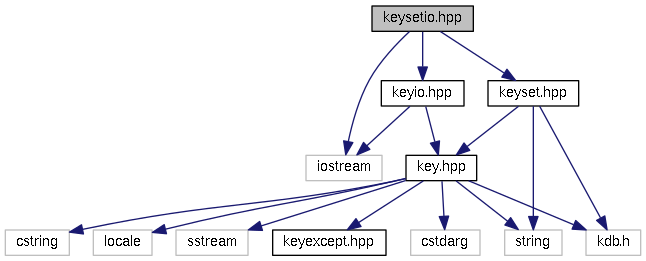 keysetio.hpp
keyio.hpp
keyset.hpp
iostream
key.hpp
cstring
locale
sstream
keyexcept.hpp
cstdarg
string
kdb.h